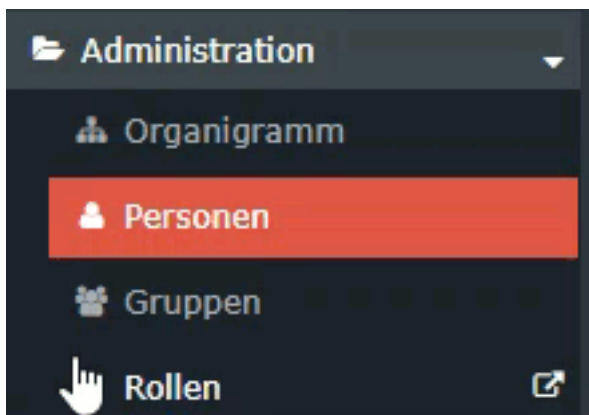 Administration
Organigramm
Personen
Gruppen
Rollen